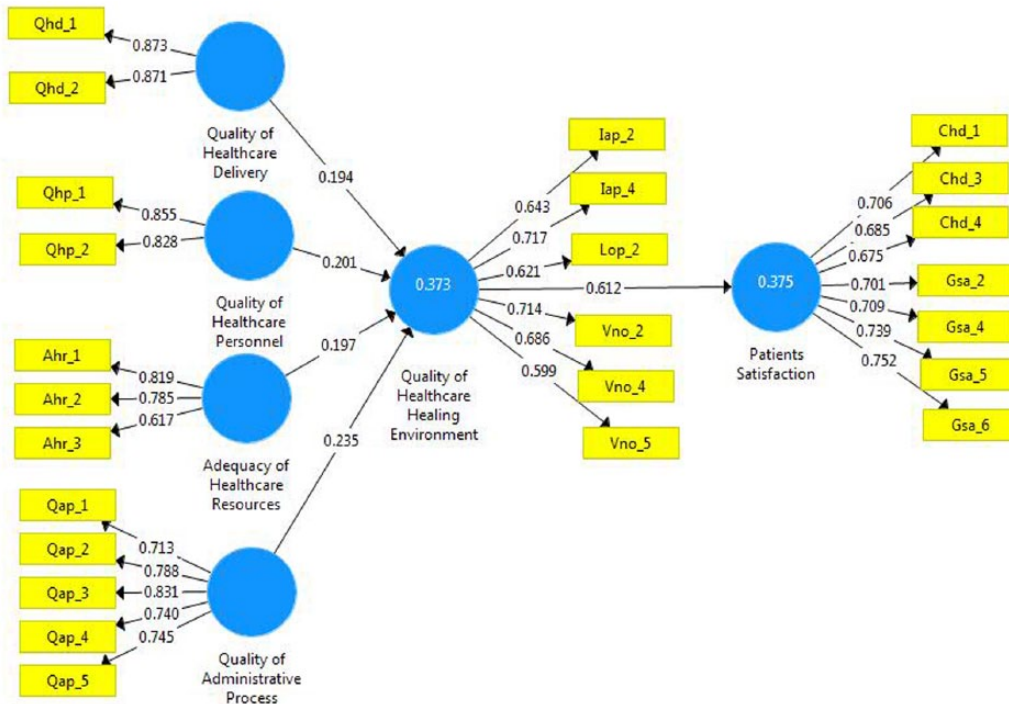 Qhd_1
0.873
Qhd_2
0.871
Quality of
Healthcare
Delivery
0.194
Qhp_1
0.855
Qhp_2
0.828
Quality of
Healthcare
Personnel
0.201
Ahr_1
0.819
Ahr_2
0.785
Ahr_3
0.617
Adequacy of
Healthcare
Resources
0.197
Qap_1
0.713
Qap_2
0.788
Qap_3
0.831
Qap_4
0.740
Qap_5
0.745
Quality of
Administrative
Process
0.235
0.373
Quality of
Healthcare
Healing
Environment
Iap_2
0.643
Iap_4
0.717
Lop_2
0.621
0.612
Vno_2
0.714
Vno_4
0.686
Vno_5
0.599
0.375
Patients
Satisfaction
Chd_1
0.706
Chd_3
0.685
Chd_4
0.675
Gsa_2
0.701
Gsa_4
0.709
Gsa_5
0.739
Gsa_6
0.752